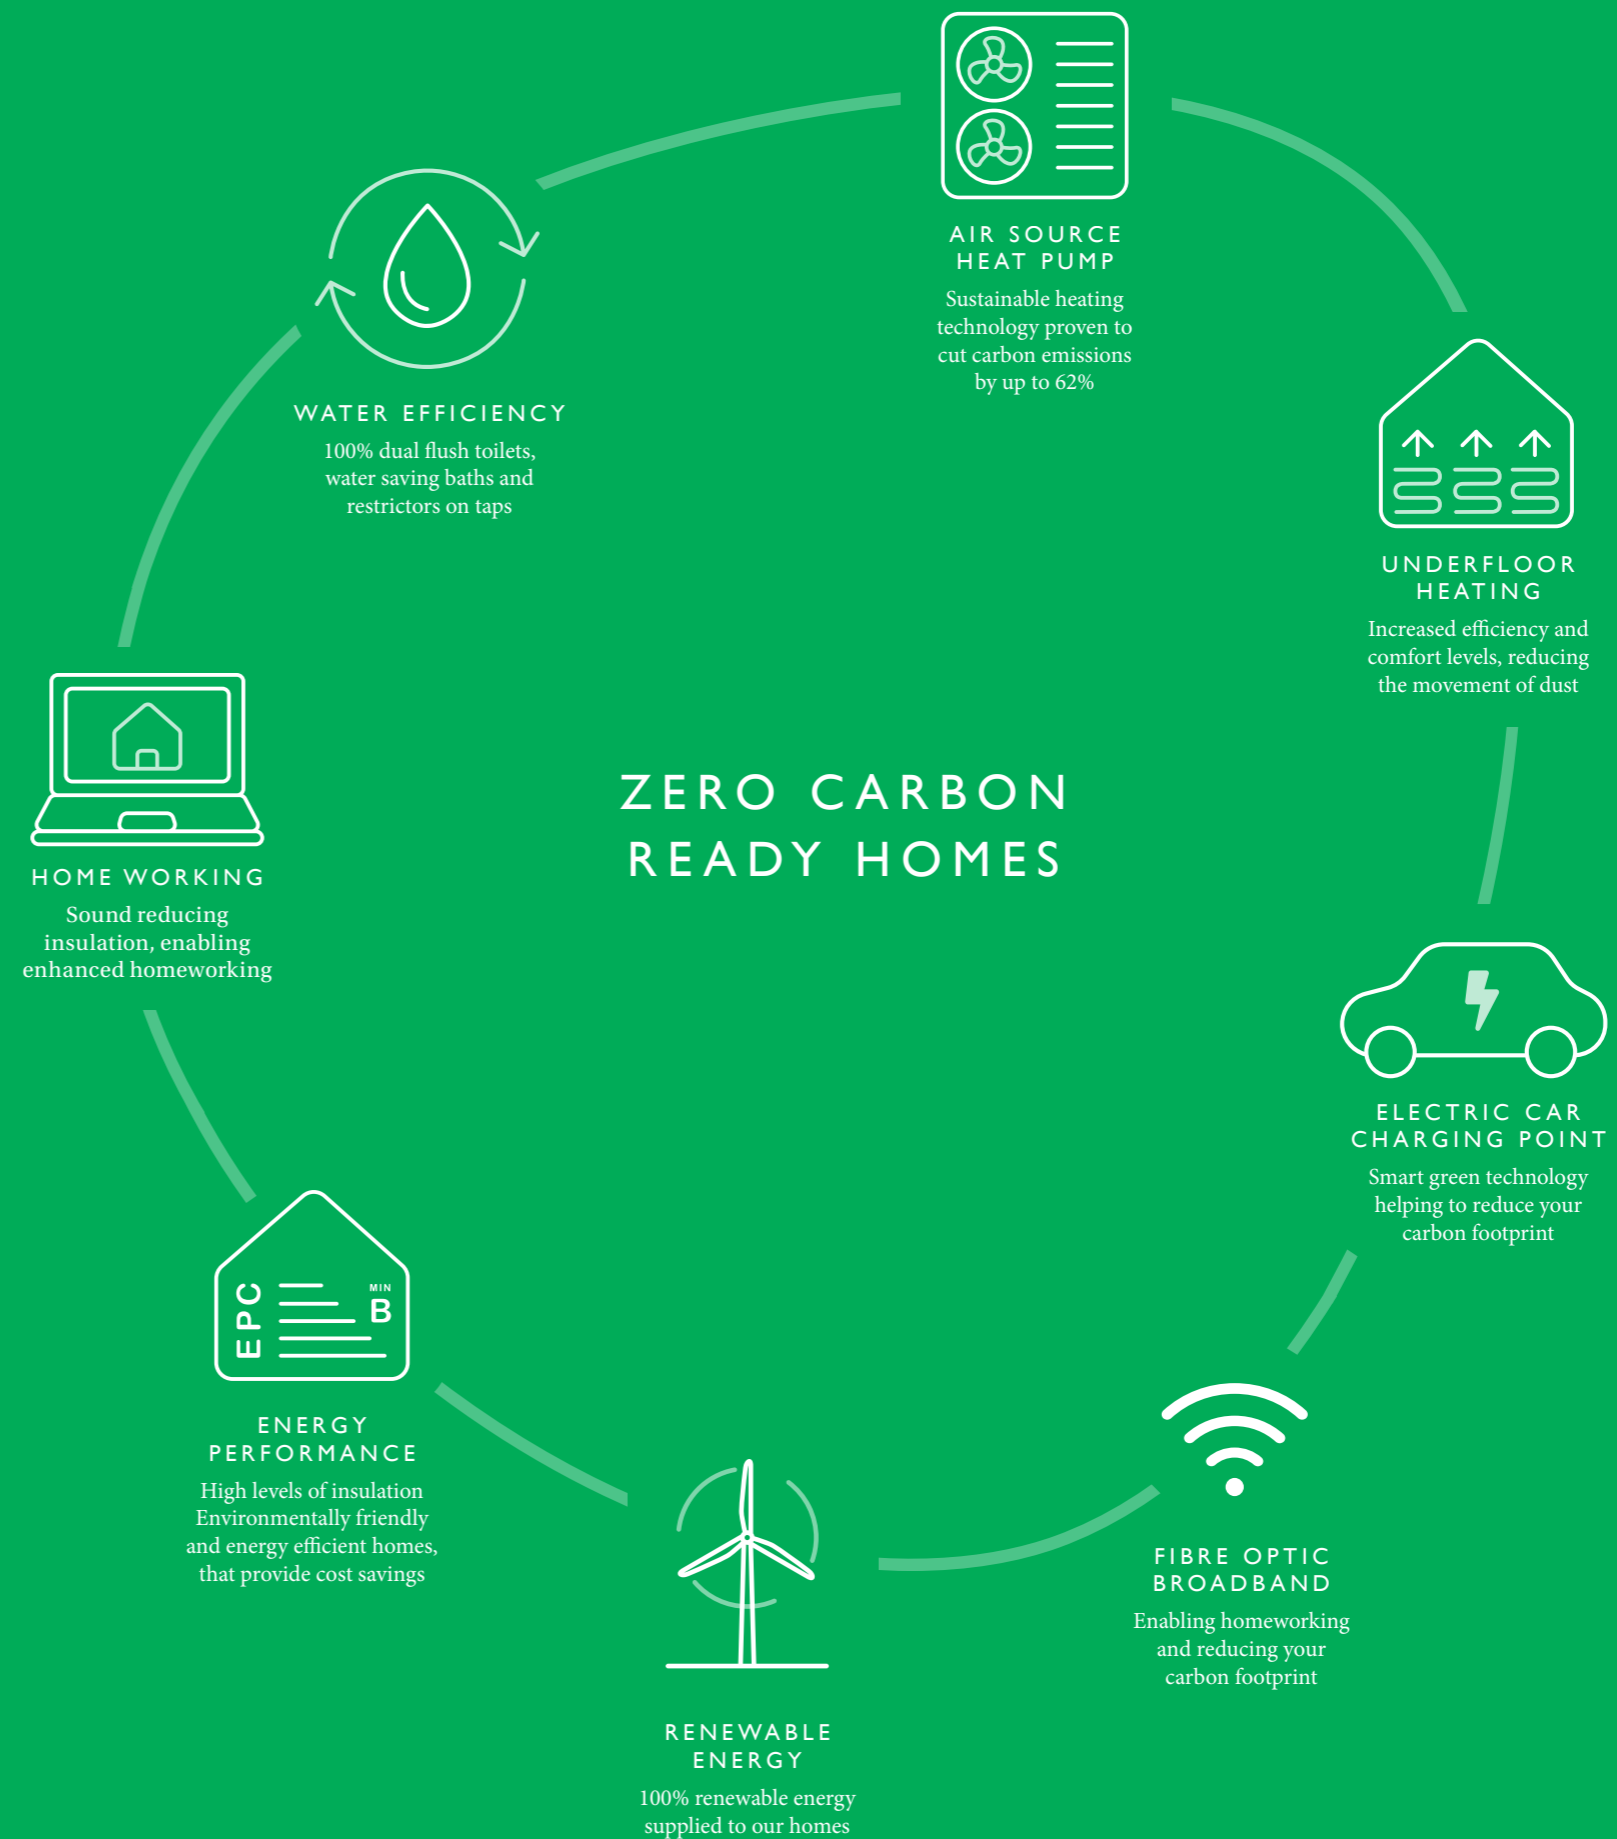 AIR SOURCE
HEAT PUMP
Sustainable heating
technology proven to
cut carbon emissions
by up to 62%
WATER EFFICIENCY
100% dual flush toilets,
water saving baths and
restrictors on taps
UNDERFLOOR
HEATING
Increased efficiency and
comfort levels, reducing
the movement of dust
ZERO CARBON
READY HOMES
HOME WORKING
Sound reducing
insulation, enabling
enhanced homeworking
ELECTRIC CAR
CHARGING POINT
Smart green technology
helping to reduce your
carbon footprint
EPC
MIN
B
ENERGY
PERFORMANCE
High levels of insulation
Environmentally friendly
and energy efficient homes,
that provide cost savings
FIBRE OPTIC
BROADBAND
Enabling homeworking
and reducing your
carbon footprint
RENEWABLE
ENERGY
100% renewable energy
supplied to our homes